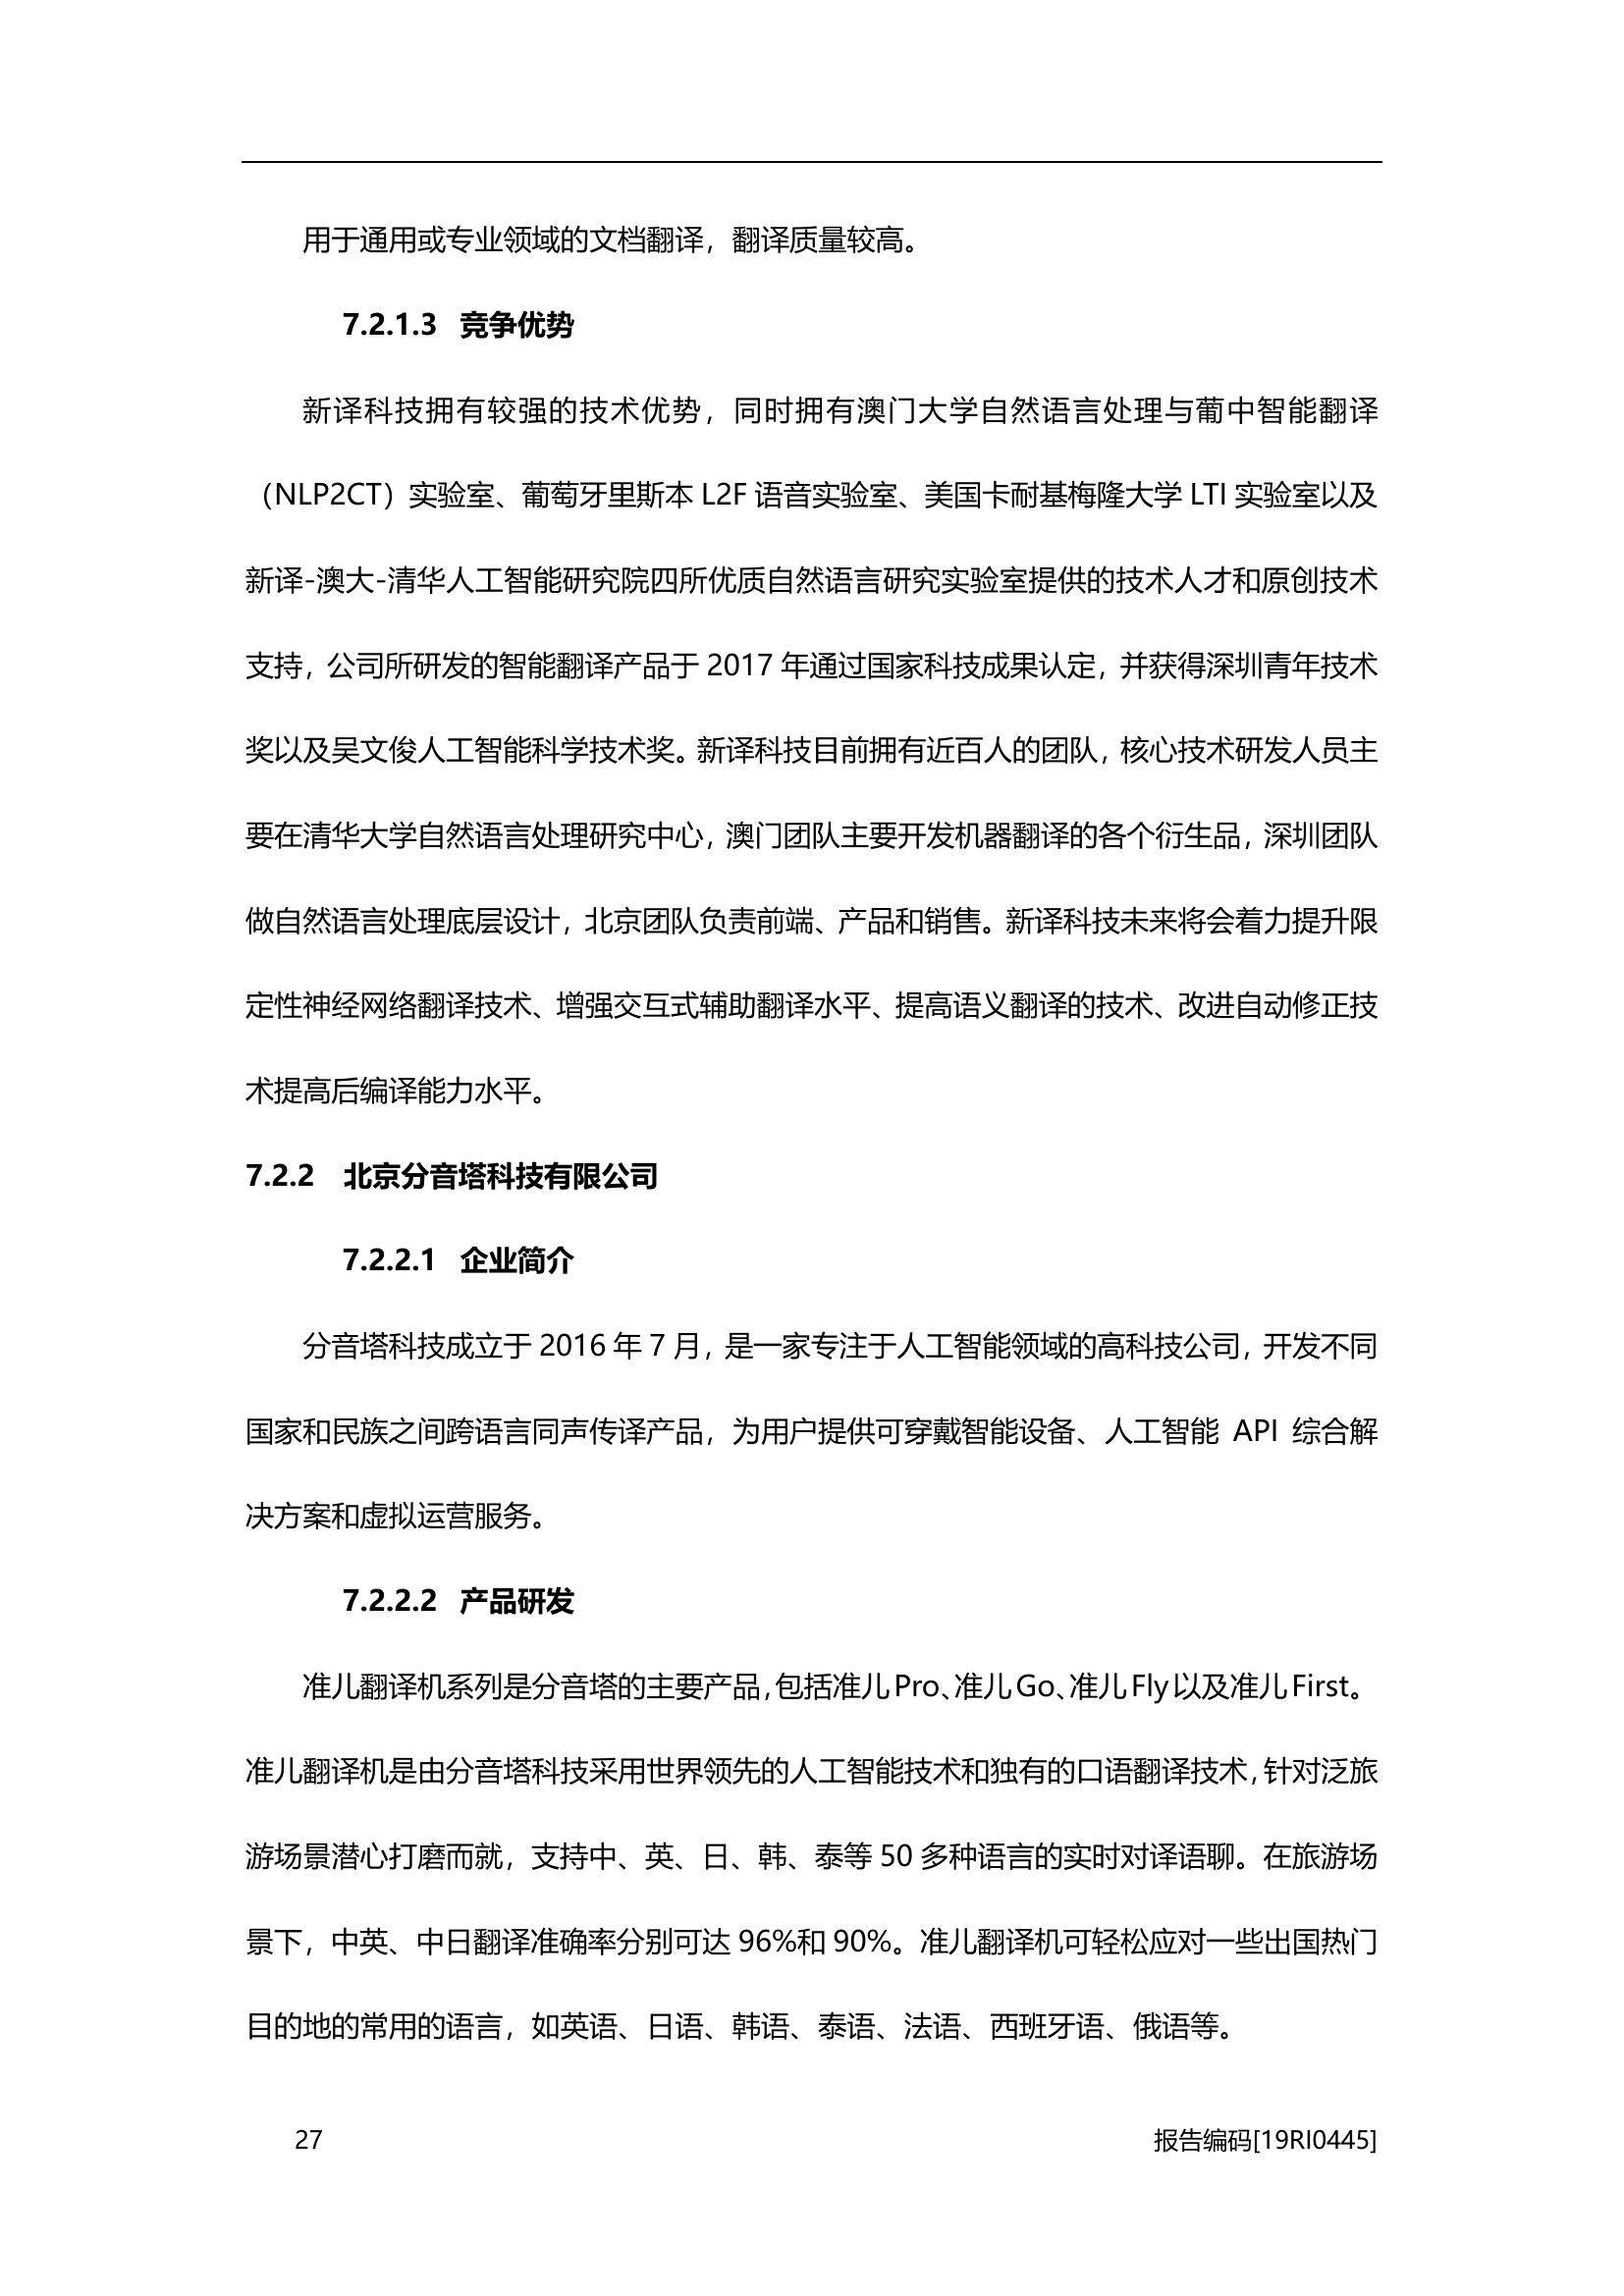 用于通用或专业领域的文档翻译，翻译质量较高。
7.2.1.3 竞争优势
新译科技拥有较强的技术优势，同时拥有澳门大学自然语言处理与葡中智能翻译
（NLP2CT）实验室、葡萄牙里斯本 L2F 语音实验室、美国卡耐基梅隆大学 LTI 实验室以及
新译-澳大-清华人工智能研究院四所优质自然语言研究实验室提供的技术人才和原创技术
支持，公司所研发的智能翻译产品于 2017 年通过国家科技成果认定，并获得深圳青年技术
奖以及吴文俊人工智能科学技术奖。新译科技目前拥有近百人的团队，核心技术研发人员主
要在清华大学自然语言处理研究中心，澳门团队主要开发机器翻译的各个衍生品，深圳团队
做自然语言处理底层设计，北京团队负责前端、产品和销售。新译科技未来将会着力提升限
定性神经网络翻译技术、增强交互式辅助翻译水平、提高语义翻译的技术、改进自动修正技
术提高后编译能力水平。
7.2.2 北京分音塔科技有限公司
7.2.2.1 企业简介
分音塔科技成立于 2016 年 7 月，是一家专注于人工智能领域的高科技公司，开发不同
国家和民族之间跨语言同声传译产品，为用户提供可穿戴智能设备、人工智能 API 综合解
决方案和虚拟运营服务。
7.2.2.2 产品研发
准儿翻译机系列是分音塔的主要产品，包括准儿 Pro、准儿 Go、准儿 Fly 以及准儿 First。
准儿翻译机是由分音塔科技采用世界领先的人工智能技术和独有的口语翻译技术，针对泛旅
游场景潜心打磨而就，支持中、英、日、韩、泰等 50 多种语言的实时对译语聊。在旅游场
景下，中英、中日翻译准确率分别可达 96%和 90%。准儿翻译机可轻松应对一些出国热门
目的地的常用的语言，如英语、日语、韩语、泰语、法语、西班牙语、俄语等。
27 报告编码[19RI0445]